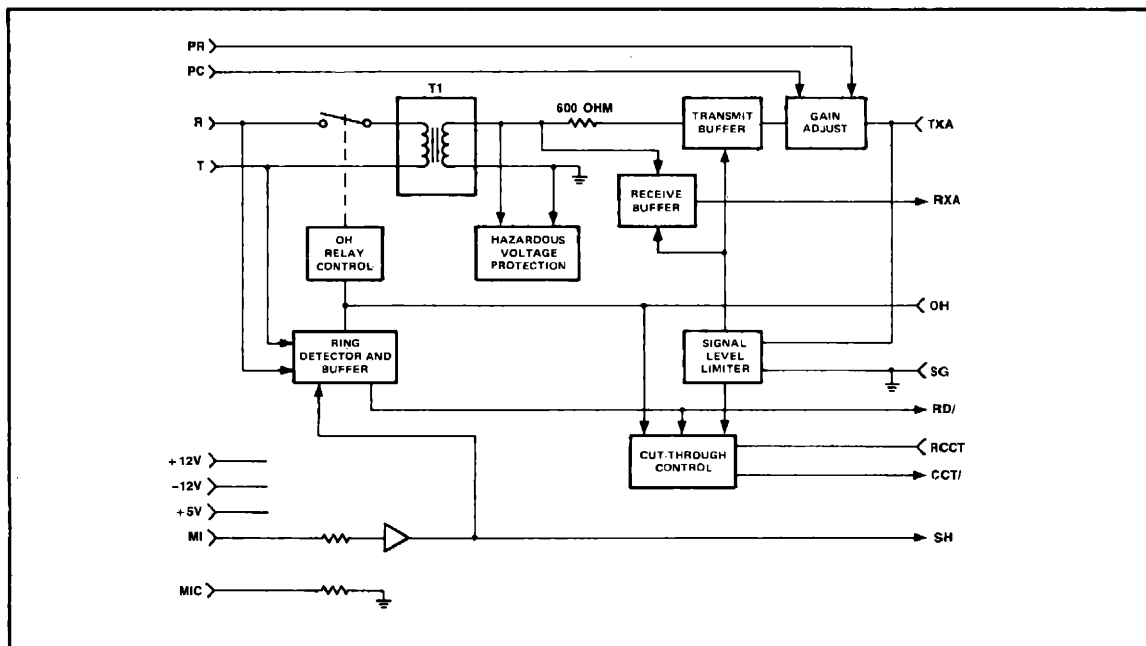 PR
PC
T1
R
600 OHM
TRANSMIT
BUFFER
GAIN
ADJUST
TXA
T
RECEIVE
BUFFER
RXA
OH
RELAY
CONTROL
HAZARDOUS
VOLTAGE
PROTECTION
OH
RING
DETECTOR AND
BUFFER
SIGNAL
LEVEL
LIMITER
SG
RD/
+12V
-12V
+5V
CUT-THROUGH
CONTROL
RCCT
CCT/
MI
SH
MIC